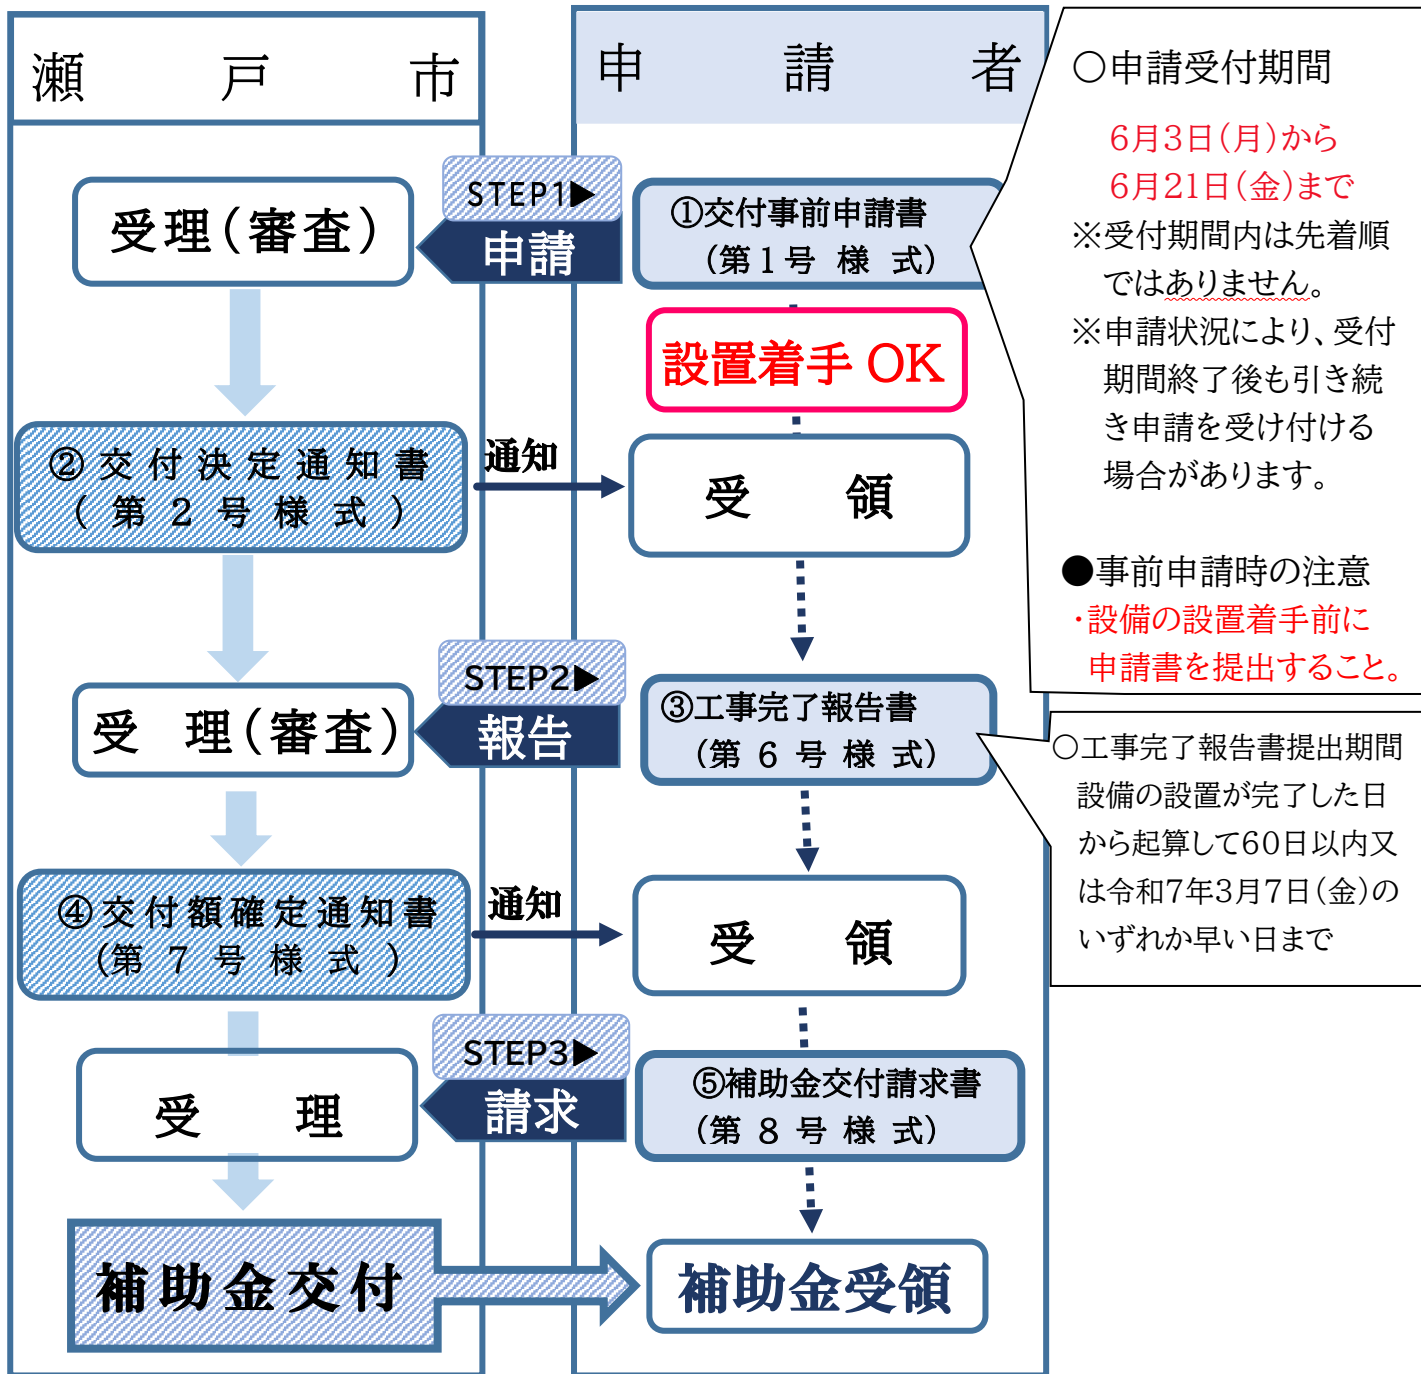 瀬戸市
申請者
受理(審査)
STEP1▶
申請
①交付事前申請書
(第1号様式)
設置着手 OK
②交付決定通知書
(第2号様式)
通知
受領
受理(審査)
STEP2▶
報告
③工事完了報告書
(第6号様式)
④交付額確定通知書
(第7号様式)
通知
受領
受理
STEP3▶
請求
⑤補助金交付請求書
(第8号様式)
補助金交付
補助金受領
○申請受付期間
6月3日(月)から
6月21日(金)まで
※受付期間内は先着順
ではありません。
※申請状況により、受付
期間終了後も引き続
き申請を受け付ける
場合があります。
●事前申請時の注意
・設備の設置着手前に
申請書を提出すること。
○工事完了報告書提出期間
設備の設置が完了した日
から起算して60日以内又
は令和7年3月7日(金)の
いずれか早い日まで